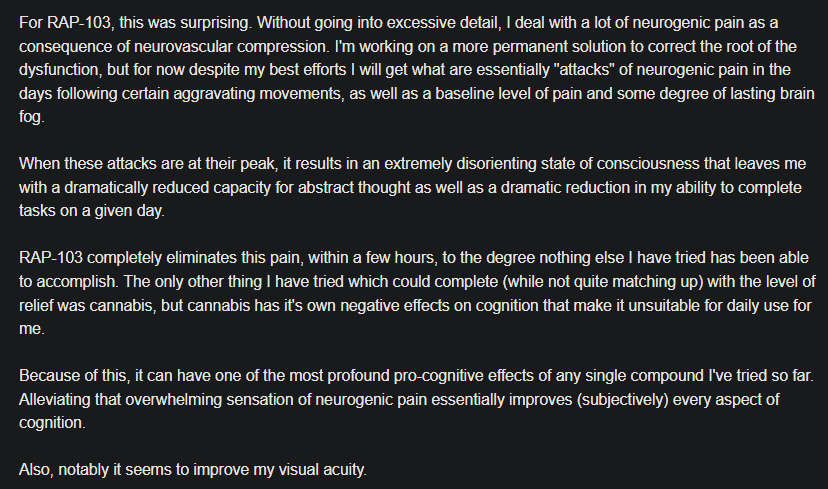 For RAP-103, this was surprising. Without going into excessive detail, I deal with a lot of neurogenic pain as a
consequence of neurovascular compression. I'm working on a more permanent solution to correct the root of the
dysfunction, but for now despite my best efforts I will get what are essentially "attacks" of neurogenic pain in the
days following certain aggravating movements, as well as a baseline level of pain and some degree of lasting brain
fog.
When these attacks are at their peak, it results in an extremely disorienting state of consciousness that leaves me
with a dramatically reduced capacity for abstract thought as well as a dramatic reduction in my ability to complete
tasks on a given day.
RAP-103 completely eliminates this pain, within a few hours, to the degree nothing else I have tried has been able
to accomplish. The only other thing I have tried which could complete (while not quite matching up) with the level of
relief was cannabis, but cannabis has it's own negative effects on cognition that make it unsuitable for daily use for
me.
Because of this, it can have one of the most profound pro-cognitive effects of any single compound I've tried so far.
Alleviating that overwhelming sensation of neurogenic pain essentially improves (subjectively) every aspect of
cognition.
Also, notably it seems to improve my visual acuity.